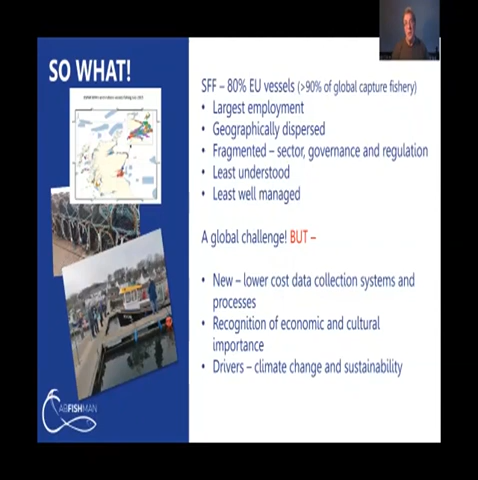 SO WHAT!
SFF – 80% EU vessels (>90% of global capture fishery)
• Largest employment
• Geographically dispersed
• Fragmented – sector, governance and regulation
• Least understood
• Least well managed
A global challenge! BUT –
• New – lower cost data collection systems and
processes
• Recognition of economic and cultural
importance
• Drivers – climate change and sustainability
CABFISHMAN